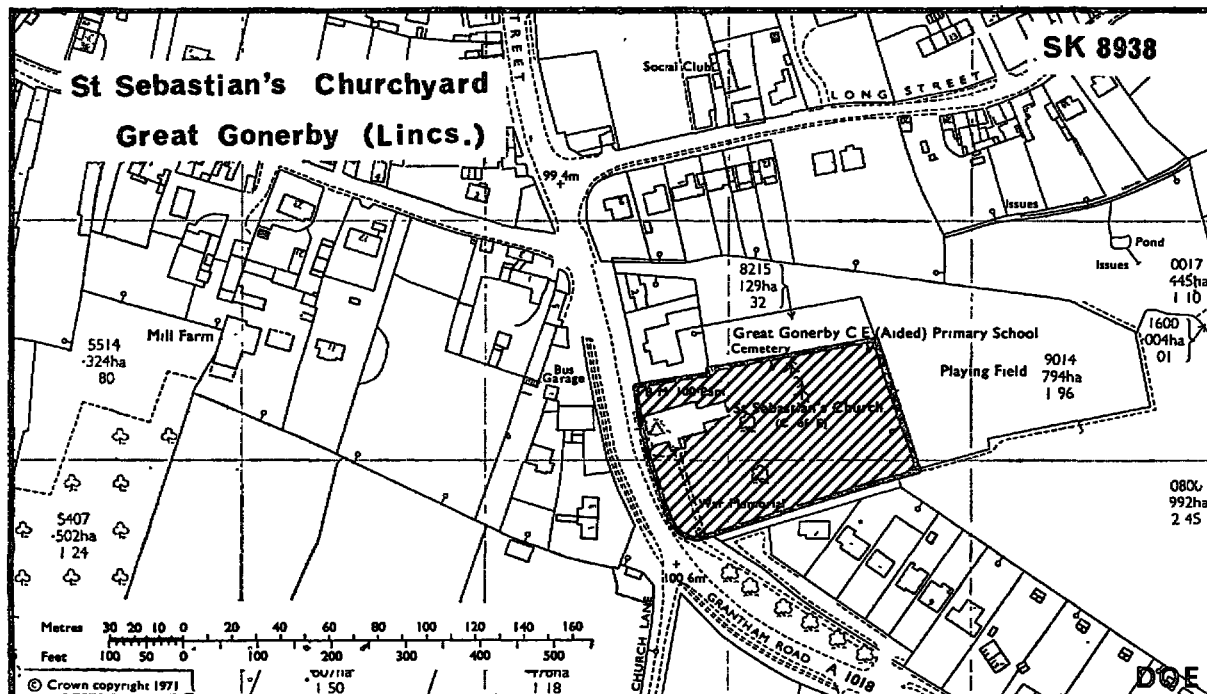 St Sebastian's Churchyard
Great Gonerby (Lincs.)
SK 8938
STREET
Social Club
LONG STREET
99.4m
Issues
Pond
Issues
0017
445ha
1 10
8215
129ha
32
1600
·004ha
01
Great Gonerby C E (Aided) Primary School
Cemetery
Mill Farm
5514
·324ha
80
Bus
Garage
Playing Field
9014
794ha
1 96
St Sebastian's Church
(C of E)
War Memorial
5407
·502ha
1 24
992ha
2 45
100.6m
GRANTHAM ROAD A 1018
CHURCH LANE
Metres 30 20 10 0 20 40 60 80 100 120 140 160
Feet 100 50 0 100 200 300 400 500
© Crown copyright 1971
1 50
1 18
DOE